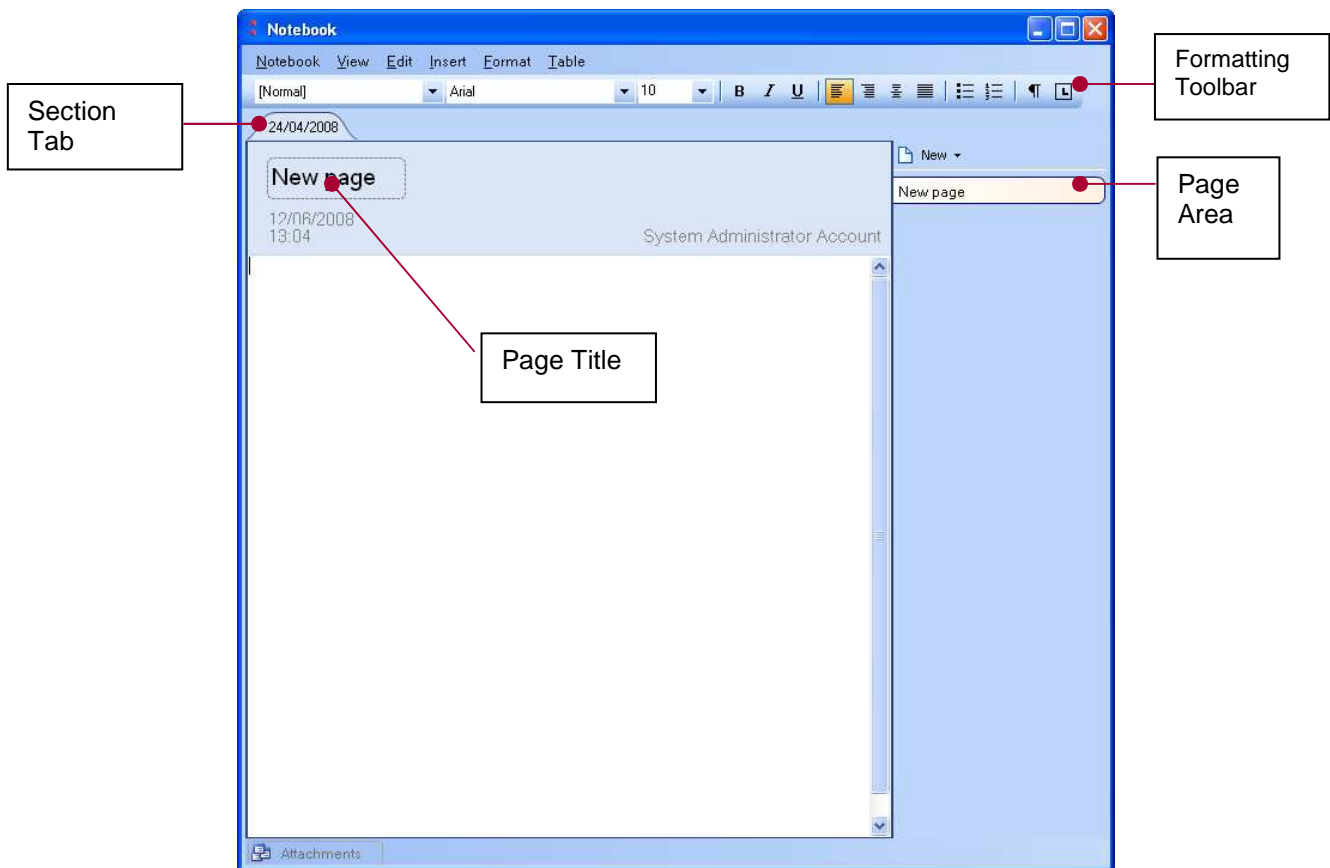 Notebook
Notebook View Edit Insert Format Table
[Normal] Arial 10 B I U ¶ L
Formatting
Toolbar
Section
Tab
24/04/2008
New
New page
Page
Area
New page
12/06/2008
13:04
System Administrator Account
Page Title
Attachments